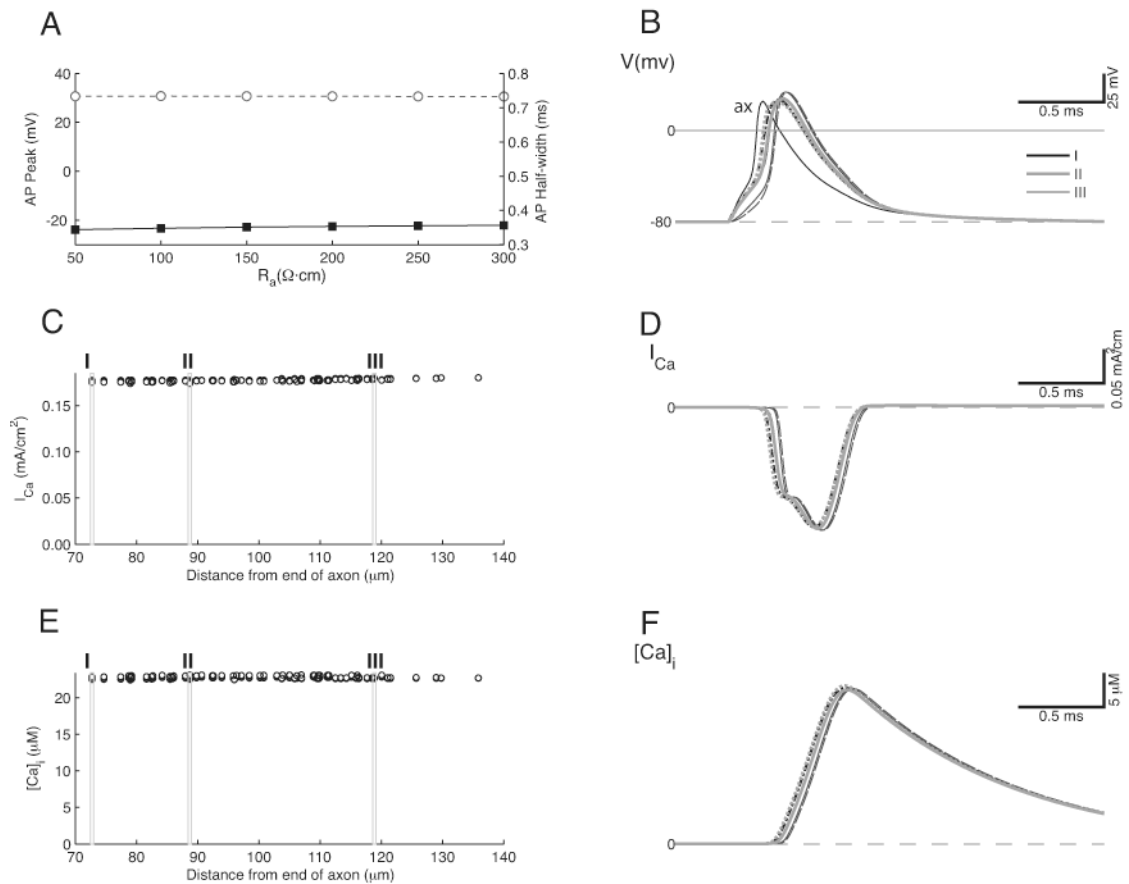 A
AP Peak (mV)
40
20
0
-20
0.8
0.7
0.6
0.5
0.4
0.3
AP Half-width (ms)
50 100 150 200 250 300
Ra(Ω·cm)
B
V(mv)
25 mV
0.5 ms
ax
0
I
II
III
-80
C
I II III
ICa (mA/cm2)
0.15
0.10
0.05
0.00
70 80 90 100 110 120 130 140
Distance from end of axon (μm)
D
ICa
0.05 mA/cm2
0.5 ms
0
E
I II III
[Ca]i (μM)
20
15
10
5
0
70 80 90 100 110 120 130 140
Distance from end of axon (μm)
F
[Ca]i
5 μM
0.5 ms
0